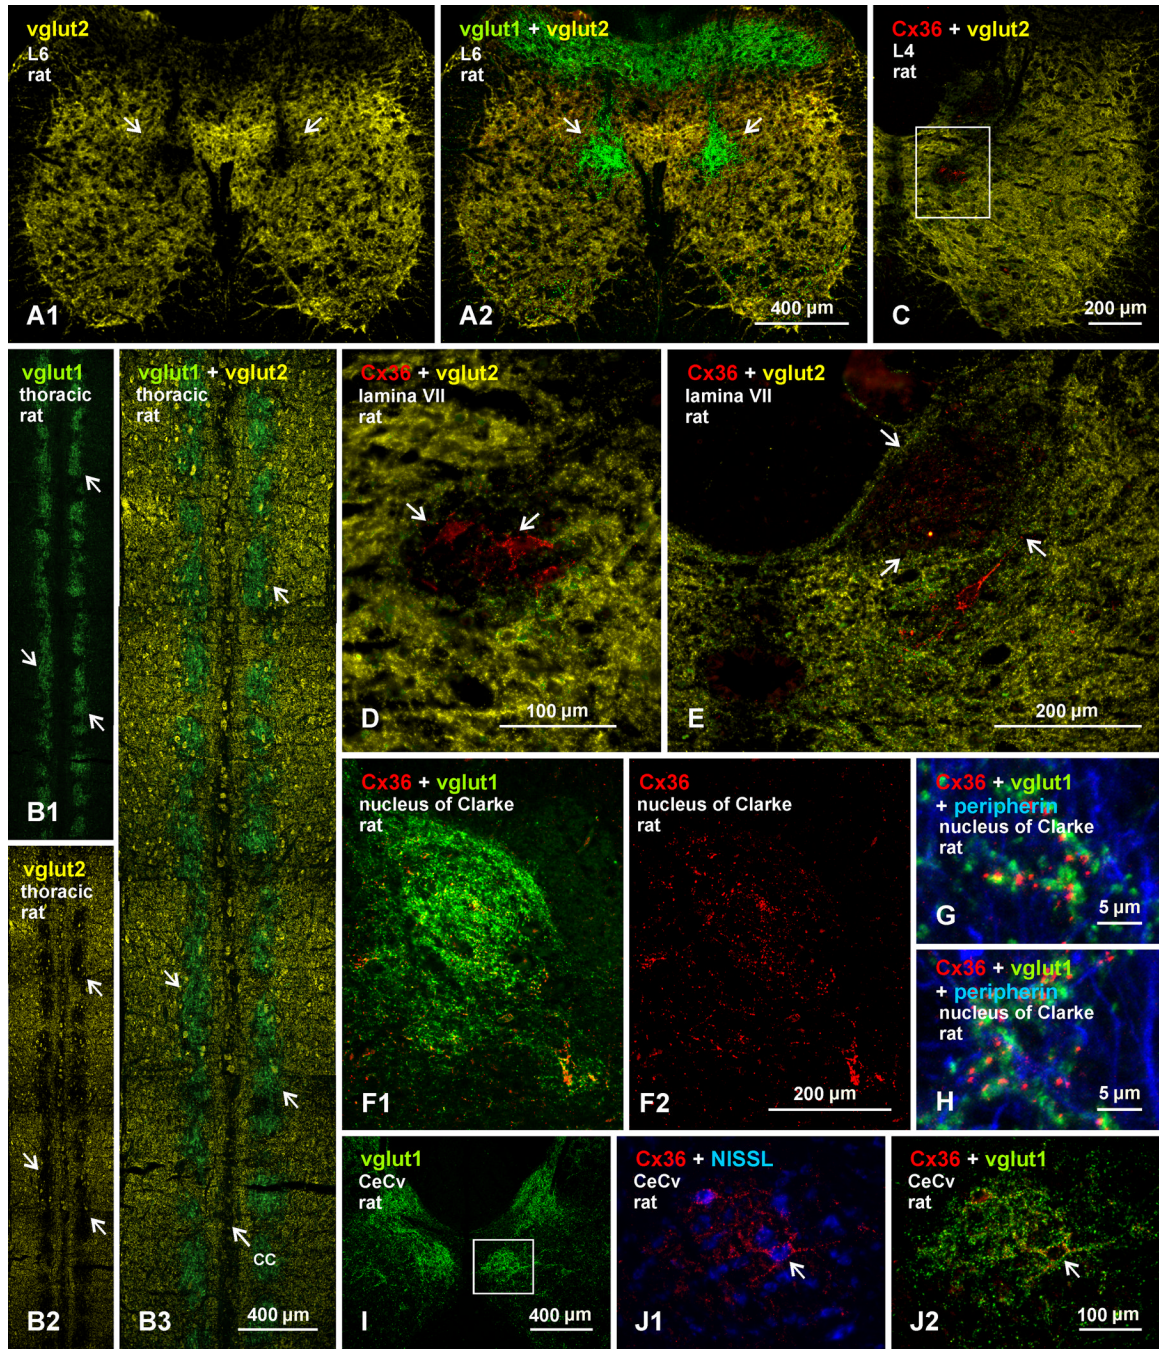 vglut2
L6
rat
A1
vglut1 + vglut2
L6
rat
400 µm
A2
Cx36 + vglut2
L4
rat
200 µm
C
vglut1
thoracic
rat
B1
vglut2
thoracic
rat
B2
vglut1 + vglut2
thoracic
rat
cc
400 µm
B3
Cx36 + vglut2
lamina VII
rat
100 µm
D
Cx36 + vglut2
lamina VII
rat
200 µm
E
Cx36 + vglut1
nucleus of Clarke
rat
F1
Cx36
nucleus of Clarke
rat
200 µm
F2
Cx36 + vglut1
+ peripherin
nucleus of Clarke
rat
5 µm
G
Cx36 + vglut1
+ peripherin
nucleus of Clarke
rat
5 µm
H
vglut1
CeCv
rat
400 µm
I
Cx36 + NISSL
CeCv
rat
J1
Cx36 + vglut1
CeCv
rat
100 µm
J2